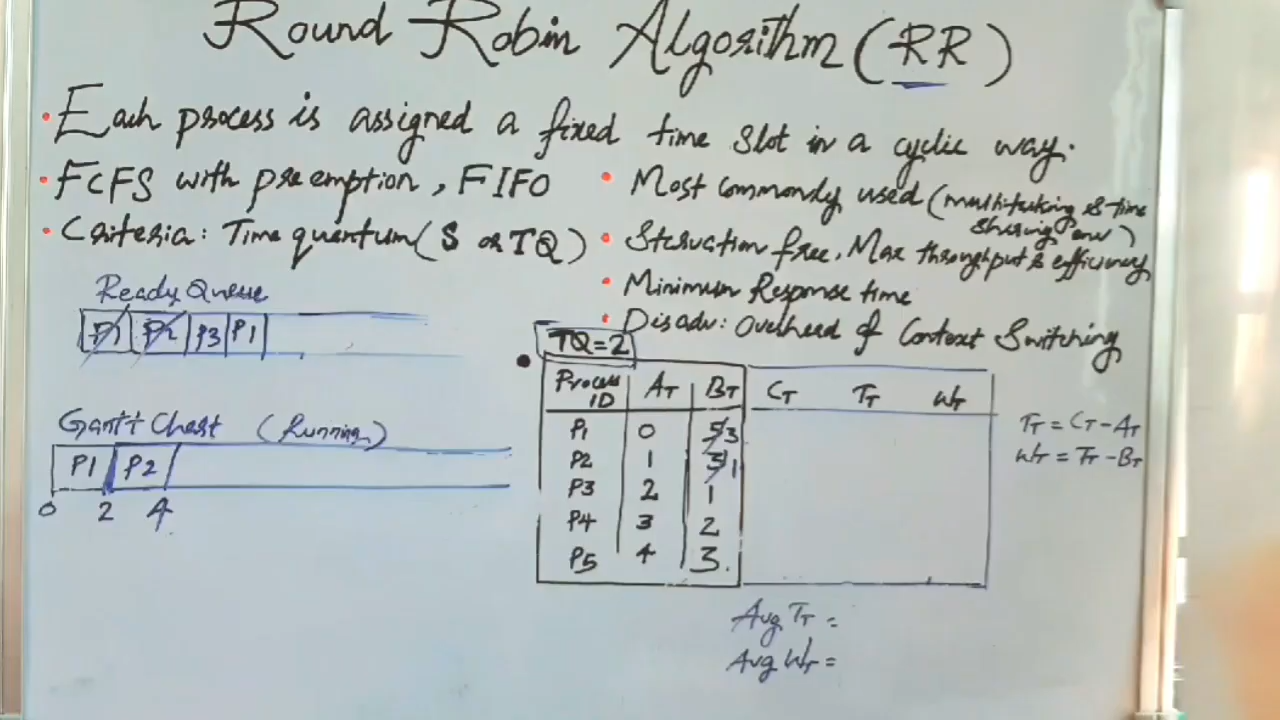 Round Robin Algorithm (RR)
• Each process is assigned a fixed time slot in a cyclic way.
• FCFS with preemption, FIFO
• Criteria: Time quantum (S or TQ)
• Most commonly used (multitasking & time
sharing env)
• Starvation free, Max throughput & efficiency
• Minimum Response time
• Disadv: Overhead of Context Switching
Ready Queue
P1 P2 P3 P1
Gantt Chart (Running)
P1 P2
0 2 4
TQ=2
Process ID AT BT CT TT WT
P1 0 5 3
P2 1 3 1
P3 2 1
P4 3 2
P5 4 3.
TT = CT - AT
WT = TT - BT
Avg TT =
Avg WT =